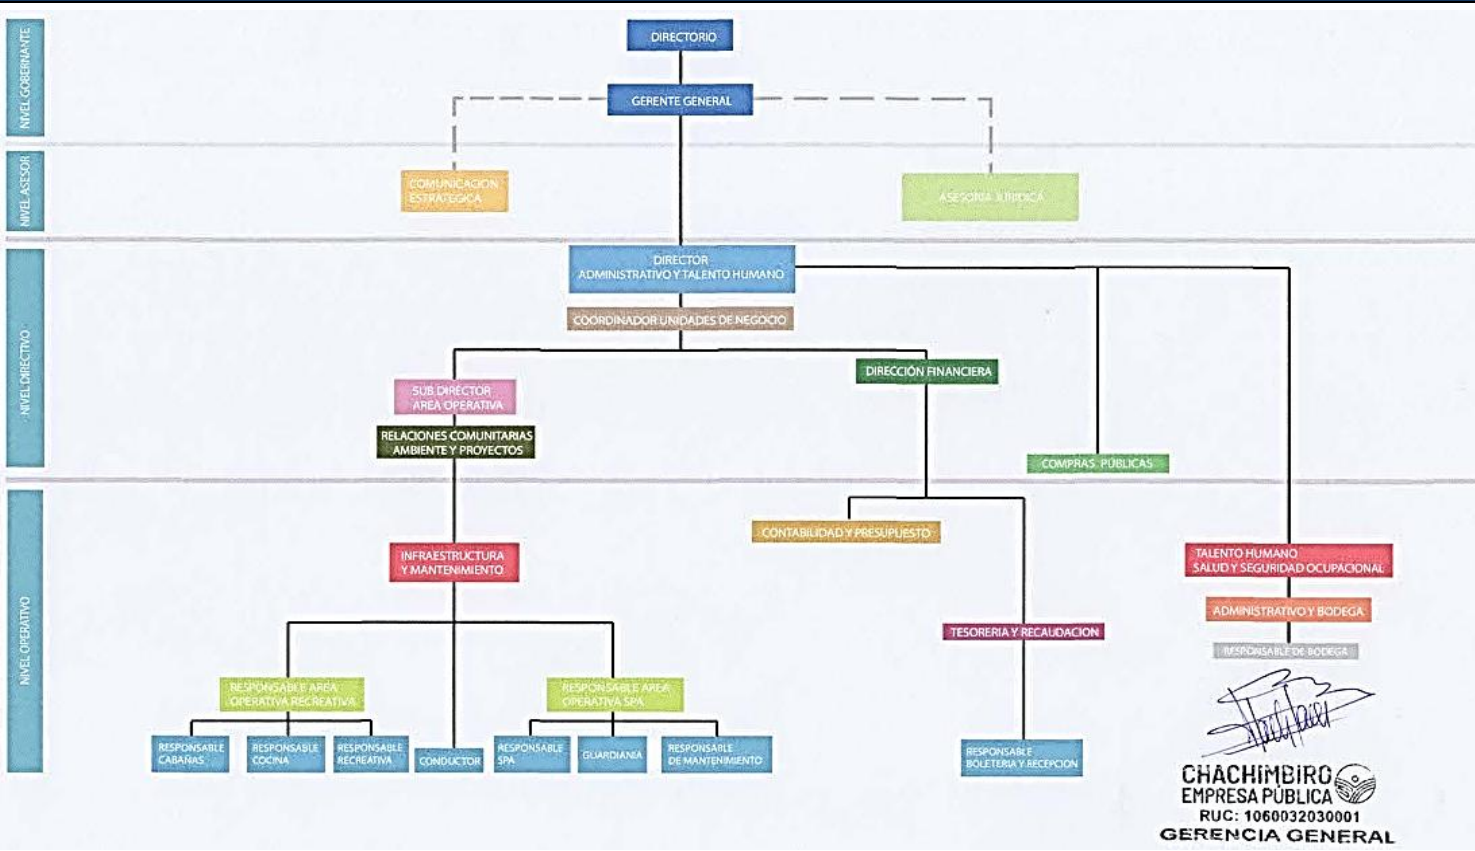 NIVEL GOBERNANTE
DIRECTORIO
GERENTE GENERAL
NIVEL ASESOR
COMUNICACIÓN
ESTRATEGICA
ASESORIA JURIDICA
NIVEL DIRECTIVO
DIRECTOR
ADMINISTRATIVO Y TALENTO HUMANO
COORDINADOR UNIDADES DE NEGOCIO
DIRECCIÓN FINANCIERA
SUB DIRECTOR
AREA OPERATIVA
RELACIONES COMUNITARIAS
AMBIENTE Y PROYECTOS
COMPRAS PÚBLICAS
NIVEL OPERATIVO
CONTABILIDAD Y PRESUPUESTO
INFRAESTRUCTURA
Y MANTENIMIENTO
TALENTO HUMANO
SALUD Y SEGURIDAD OCUPACIONAL
ADMINISTRATIVO Y BODEGA
TESORERIA Y RECAUDACION
RESPONSABLE DE BODEGA
RESPONSABLE AREA
OPERATIVA RECREATIVA
RESPONSABLE AREA
OPERATIVA SPA
RESPONSABLE
CABAÑAS
RESPONSABLE
COCINA
RESPONSABLE
RECREATIVA
CONDUCTOR
RESPONSABLE
SPA
GUARDIANIA
RESPONSABLE
DE MANTENIMIENTO
RESPONSABLE
BOLETERIA Y RECEPCION
CHACHIMBIRO
EMPRESA PÚBLICA
RUC: 1060032030001
GERENCIA GENERAL